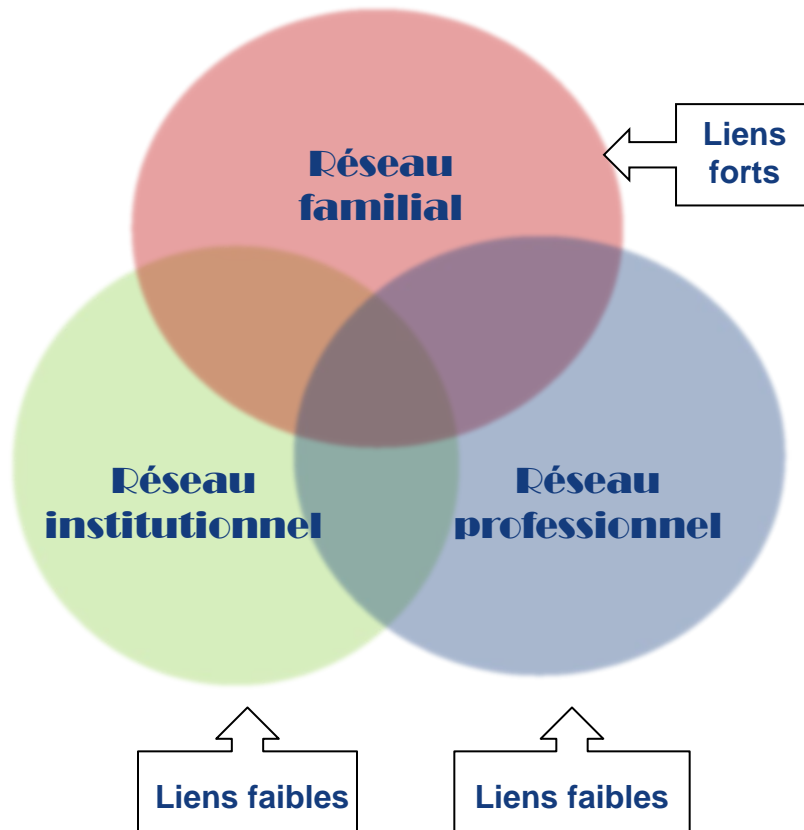 Réseau
familial
Liens
forts
Réseau
institutionnel
Réseau
professionnel
Liens faibles
Liens faibles